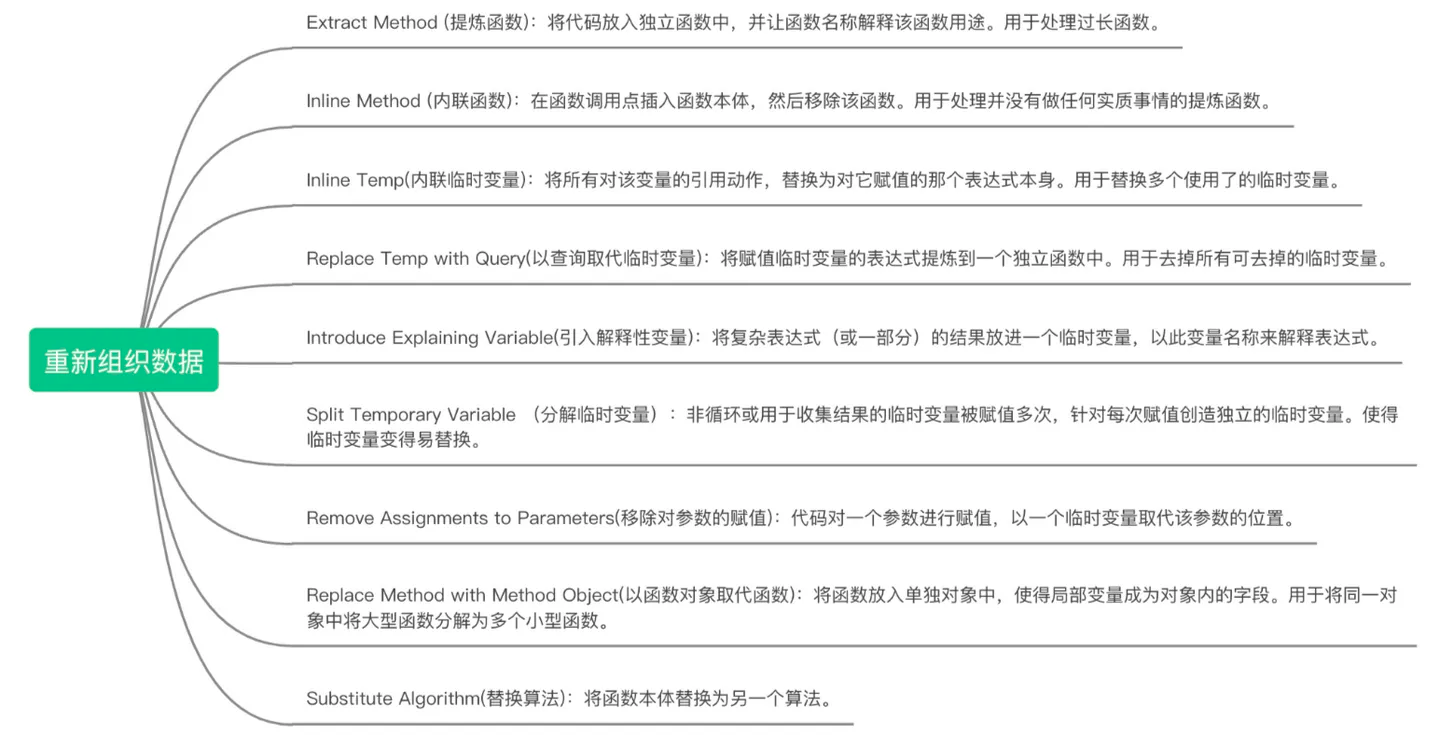 Extract Method (提炼函数)：将代码放入独立函数中，并让函数名称解释该函数用途。用于处理过长函数。
Inline Method (内联函数)：在函数调用点插入函数本体，然后移除该函数。用于处理并没有做任何实质事情的提炼函数。
Inline Temp(内联临时变量)：将所有对该变量的引用动作，替换为对它赋值的那个表达式本身。用于替换多个使用了的临时变量。
Replace Temp with Query(以查询取代临时变量)：将赋值临时变量的表达式提炼到一个独立函数中。用于去掉所有可去掉的临时变量。
Introduce Explaining Variable(引入解释性变量)：将复杂表达式（或一部分）的结果放进一个临时变量，以此变量名称来解释表达式。
重新组织数据
Split Temporary Variable （分解临时变量）：非循环或用于收集结果的临时变量被赋值多次，针对每次赋值创造独立的临时变量。使得
临时变量变得易替换。
Remove Assignments to Parameters(移除对参数的赋值)：代码对一个参数进行赋值，以一个临时变量取代该参数的位置。
Replace Method with Method Object(以函数对象取代函数)：将函数放入单独对象中，使得局部变量成为对象内的字段。用于将同一对
象中将大型函数分解为多个小型函数。
Substitute Algorithm(替换算法)：将函数本体替换为另一个算法。